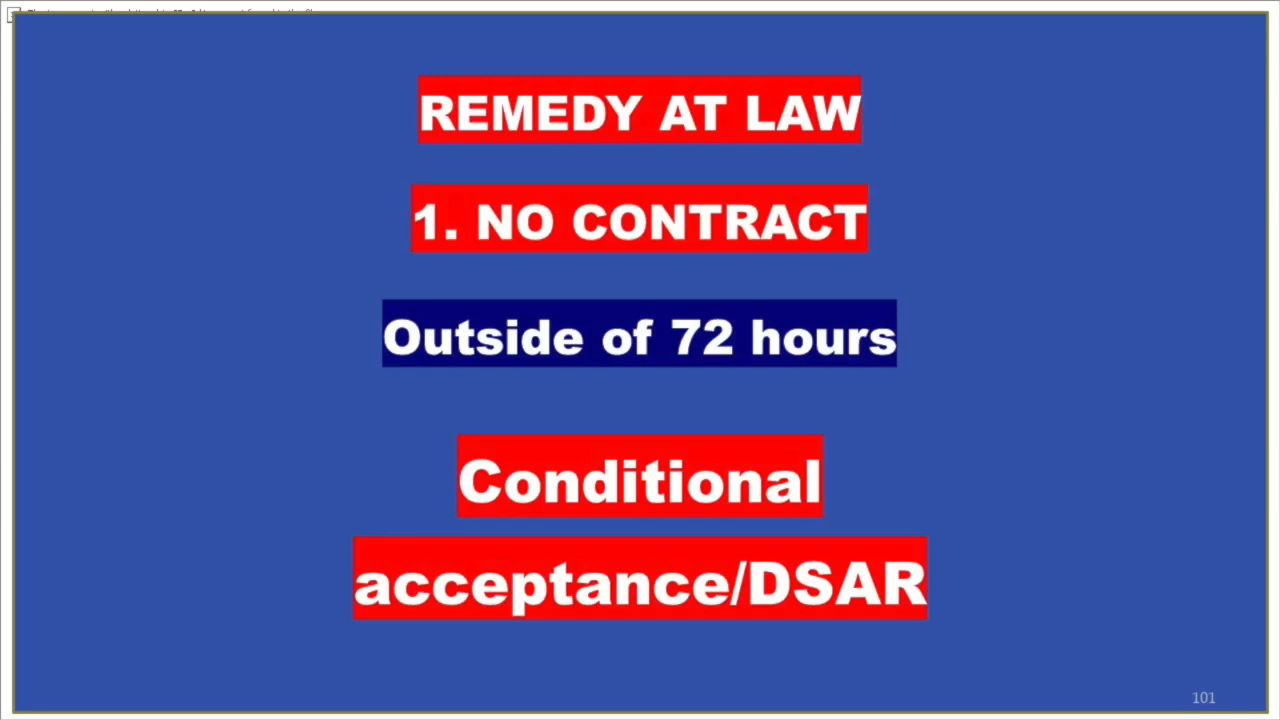 REMEDY AT LAW
1. NO CONTRACT
Outside of 72 hours
Conditional
acceptance/DSAR
101